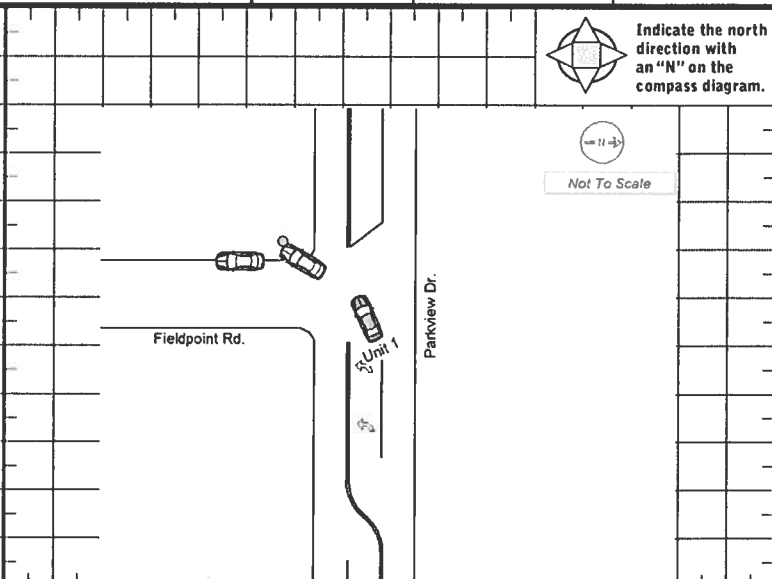 Indicate the north
direction with
an "N" on the
compass diagram.
N
Not To Scale
Fieldpoint Rd.
Unit 1
Parkview Dr.